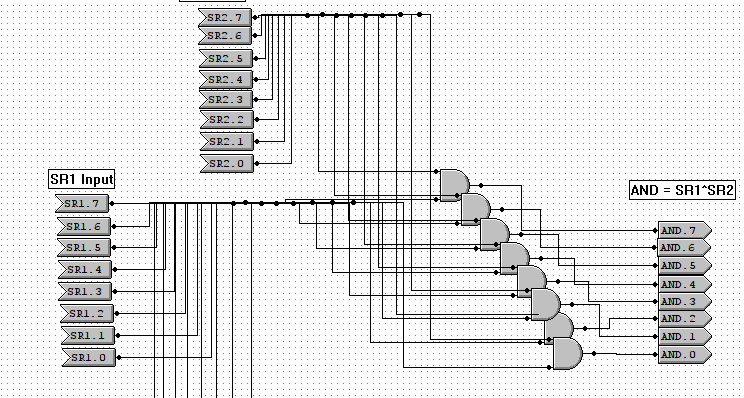 SR2.7
SR2.6
SR2.5
SR2.4
SR2.3
SR2.2
SR2.1
SR2.0
SR1 Input
SR1.7
SR1.6
SR1.5
SR1.4
SR1.3
SR1.2
SR1.1
SR1.0
AND = SR1^SR2
AND.7
AND.6
AND.5
AND.4
AND.3
AND.2
AND.1
AND.0